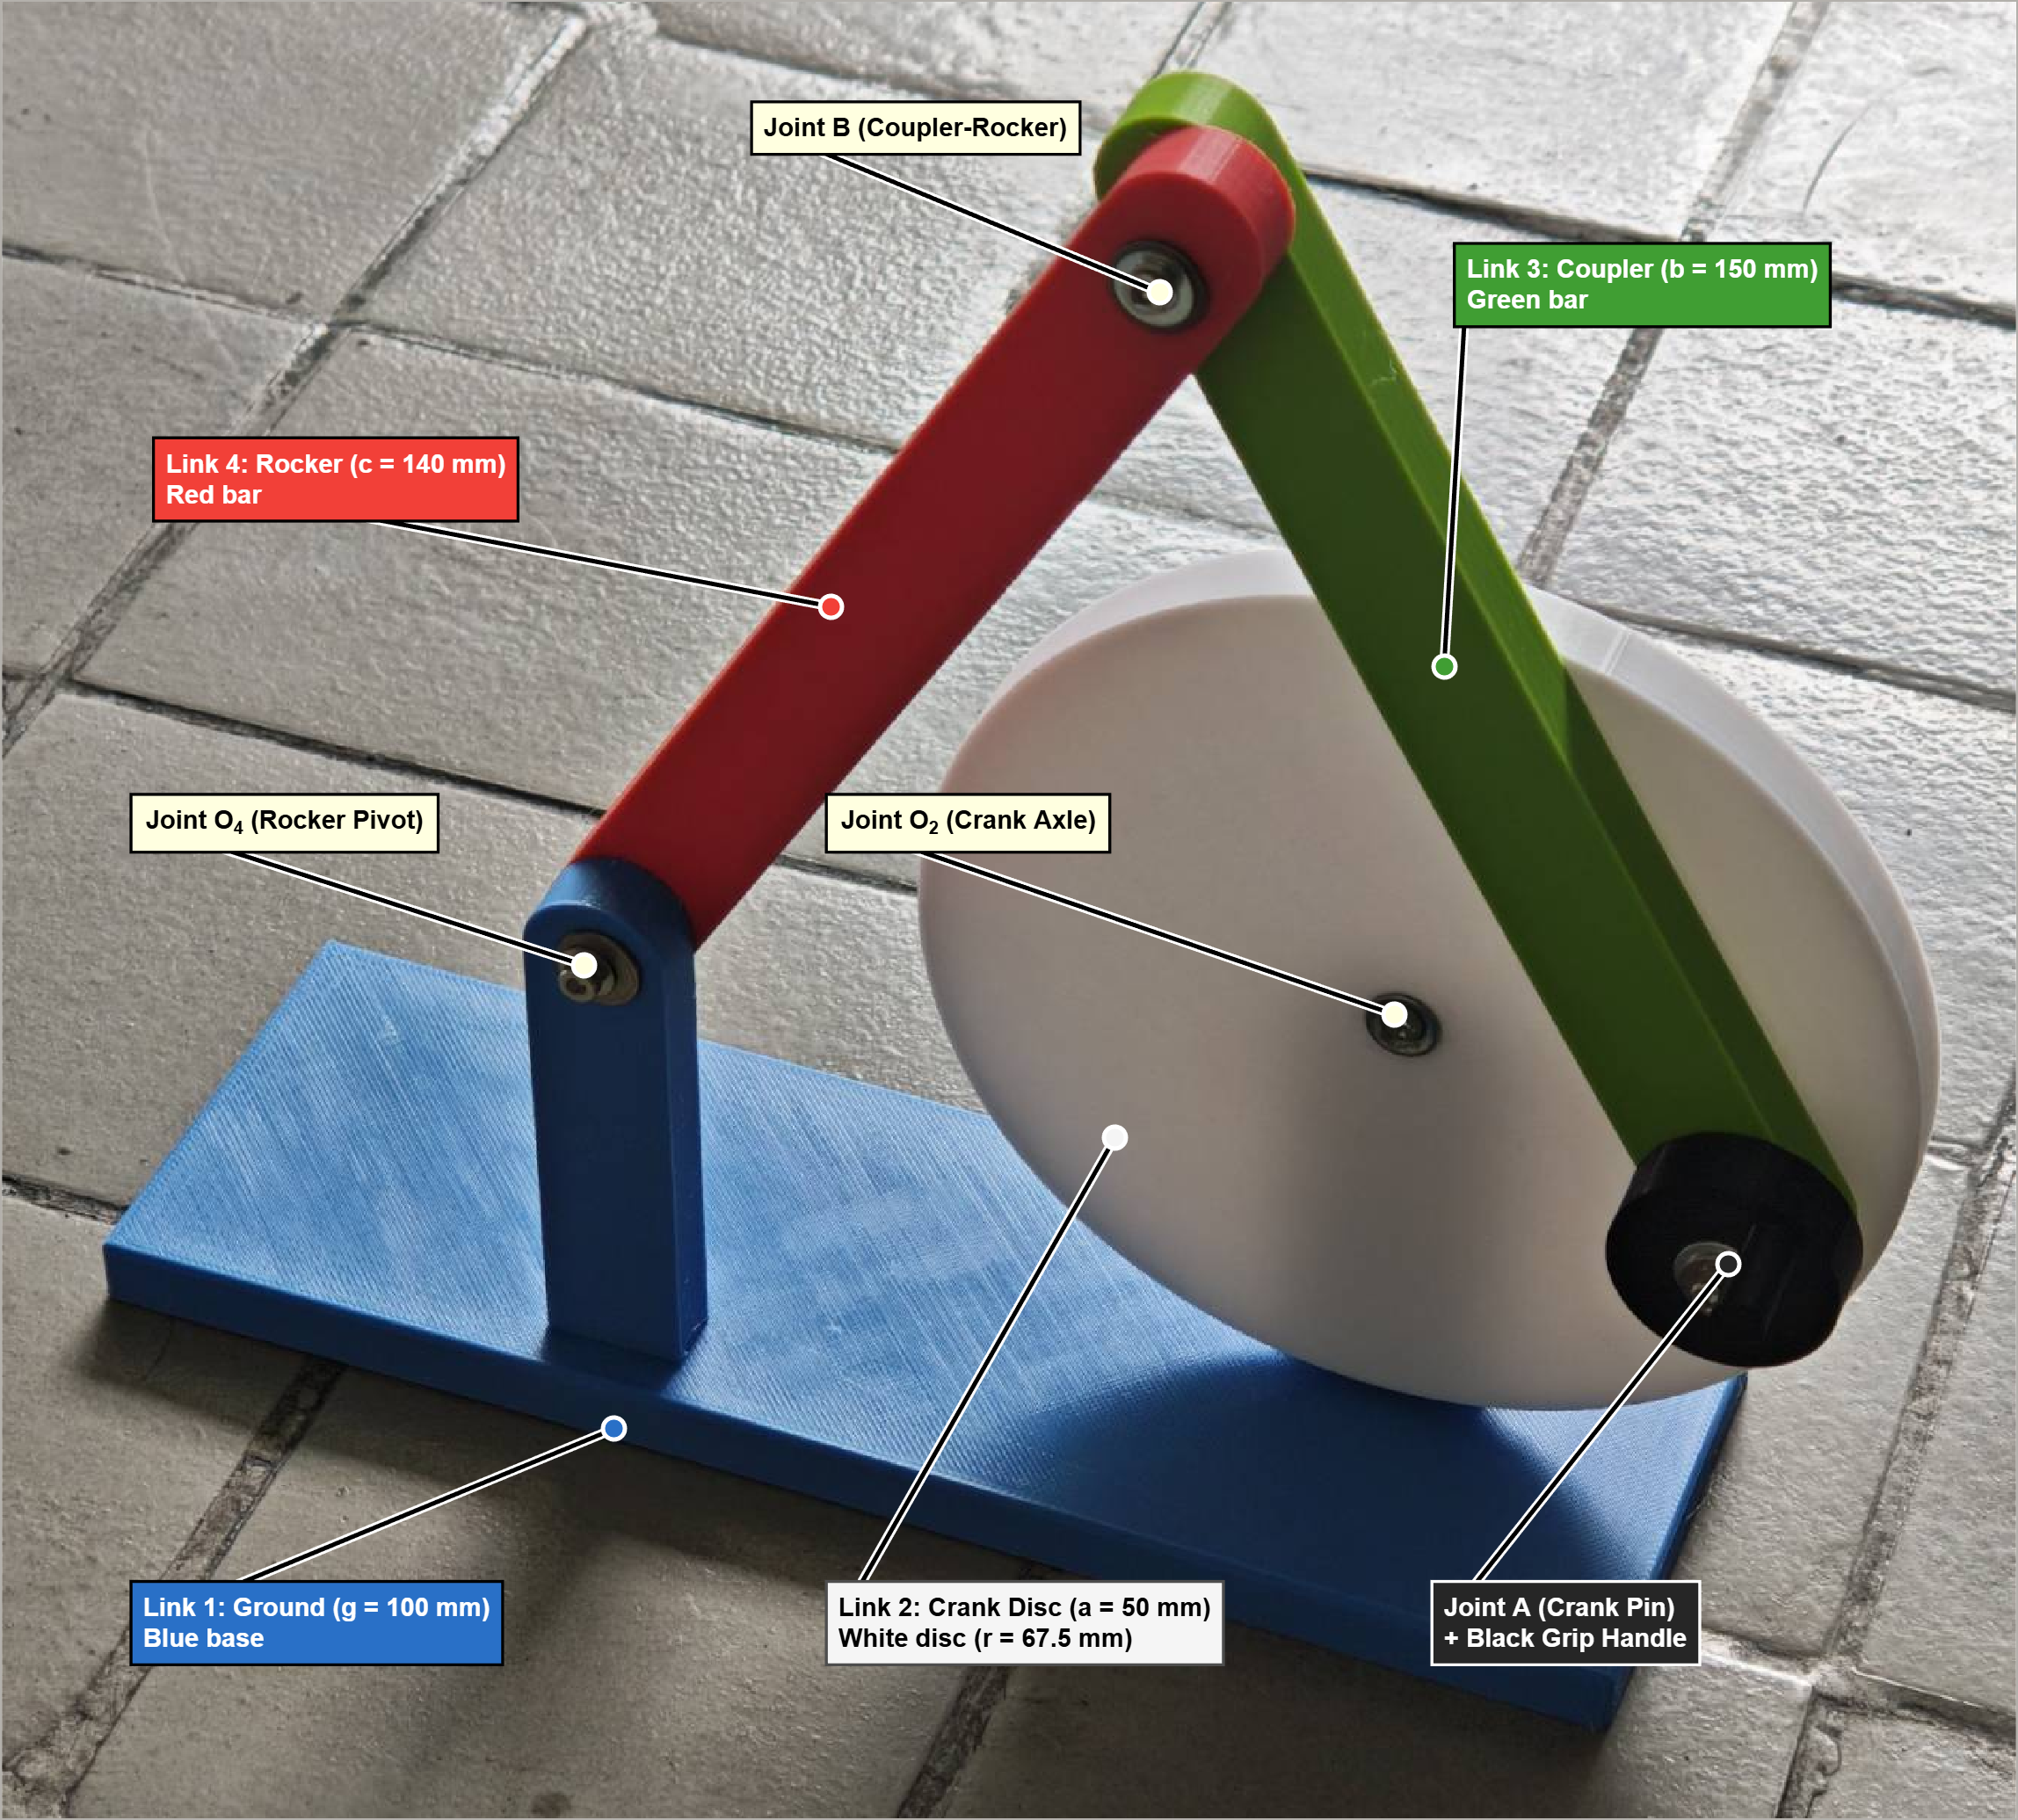 Joint B (Coupler-Rocker)
Link 3: Coupler (b = 150 mm)
Green bar
Link 4: Rocker (c = 140 mm)
Red bar
Joint O₄ (Rocker Pivot)
Joint O₂ (Crank Axle)
Link 1: Ground (g = 100 mm)
Blue base
Link 2: Crank Disc (a = 50 mm)
White disc (r = 67.5 mm)
Joint A (Crank Pin)
+ Black Grip Handle